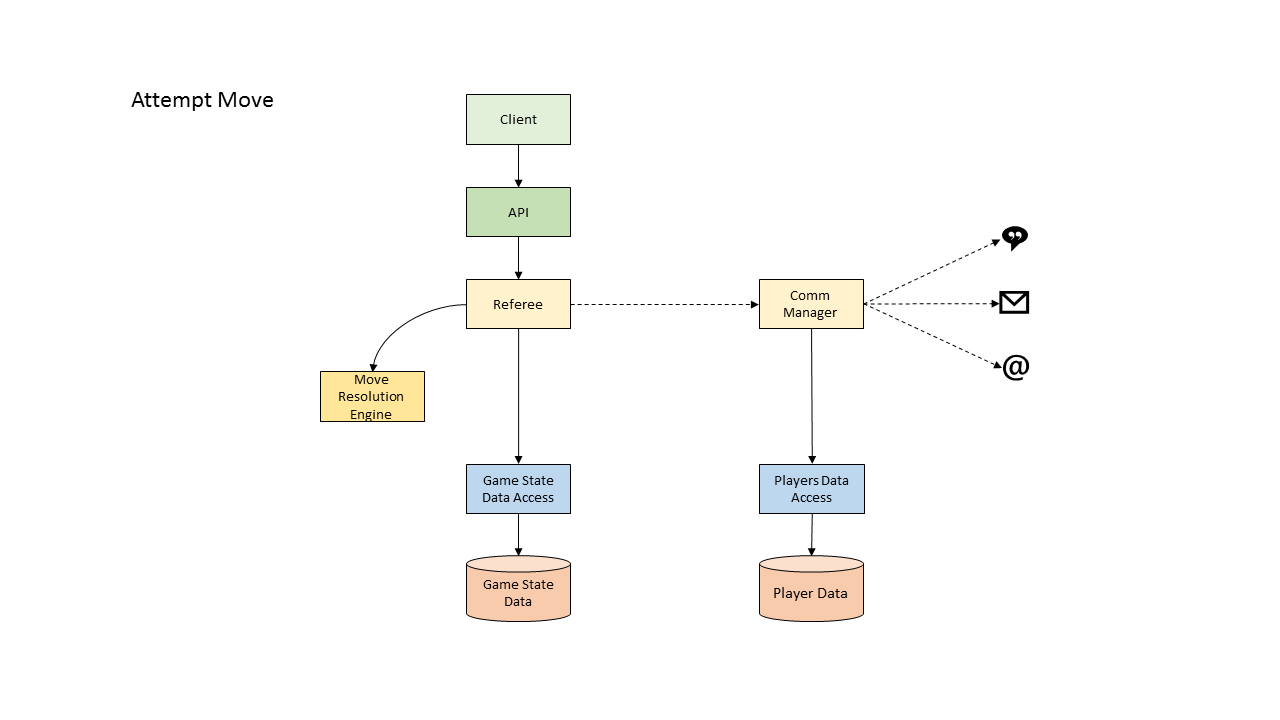 Attempt Move
Client
API
Referee
Comm
Manager
Move
Resolution
Engine
@
Game State
Data Access
Players Data
Access
Game State
Data
Player Data